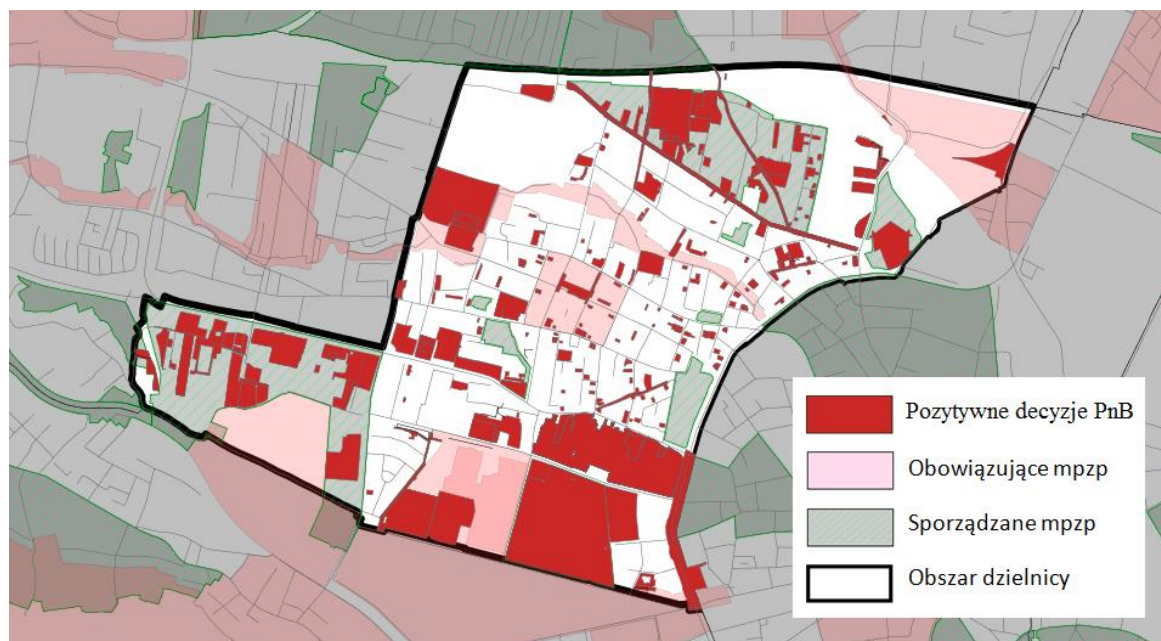 Pozytywne decyzje PnB
Obowiązujące mpzp
Sporządzane mpzp
Obszar dzielnicy